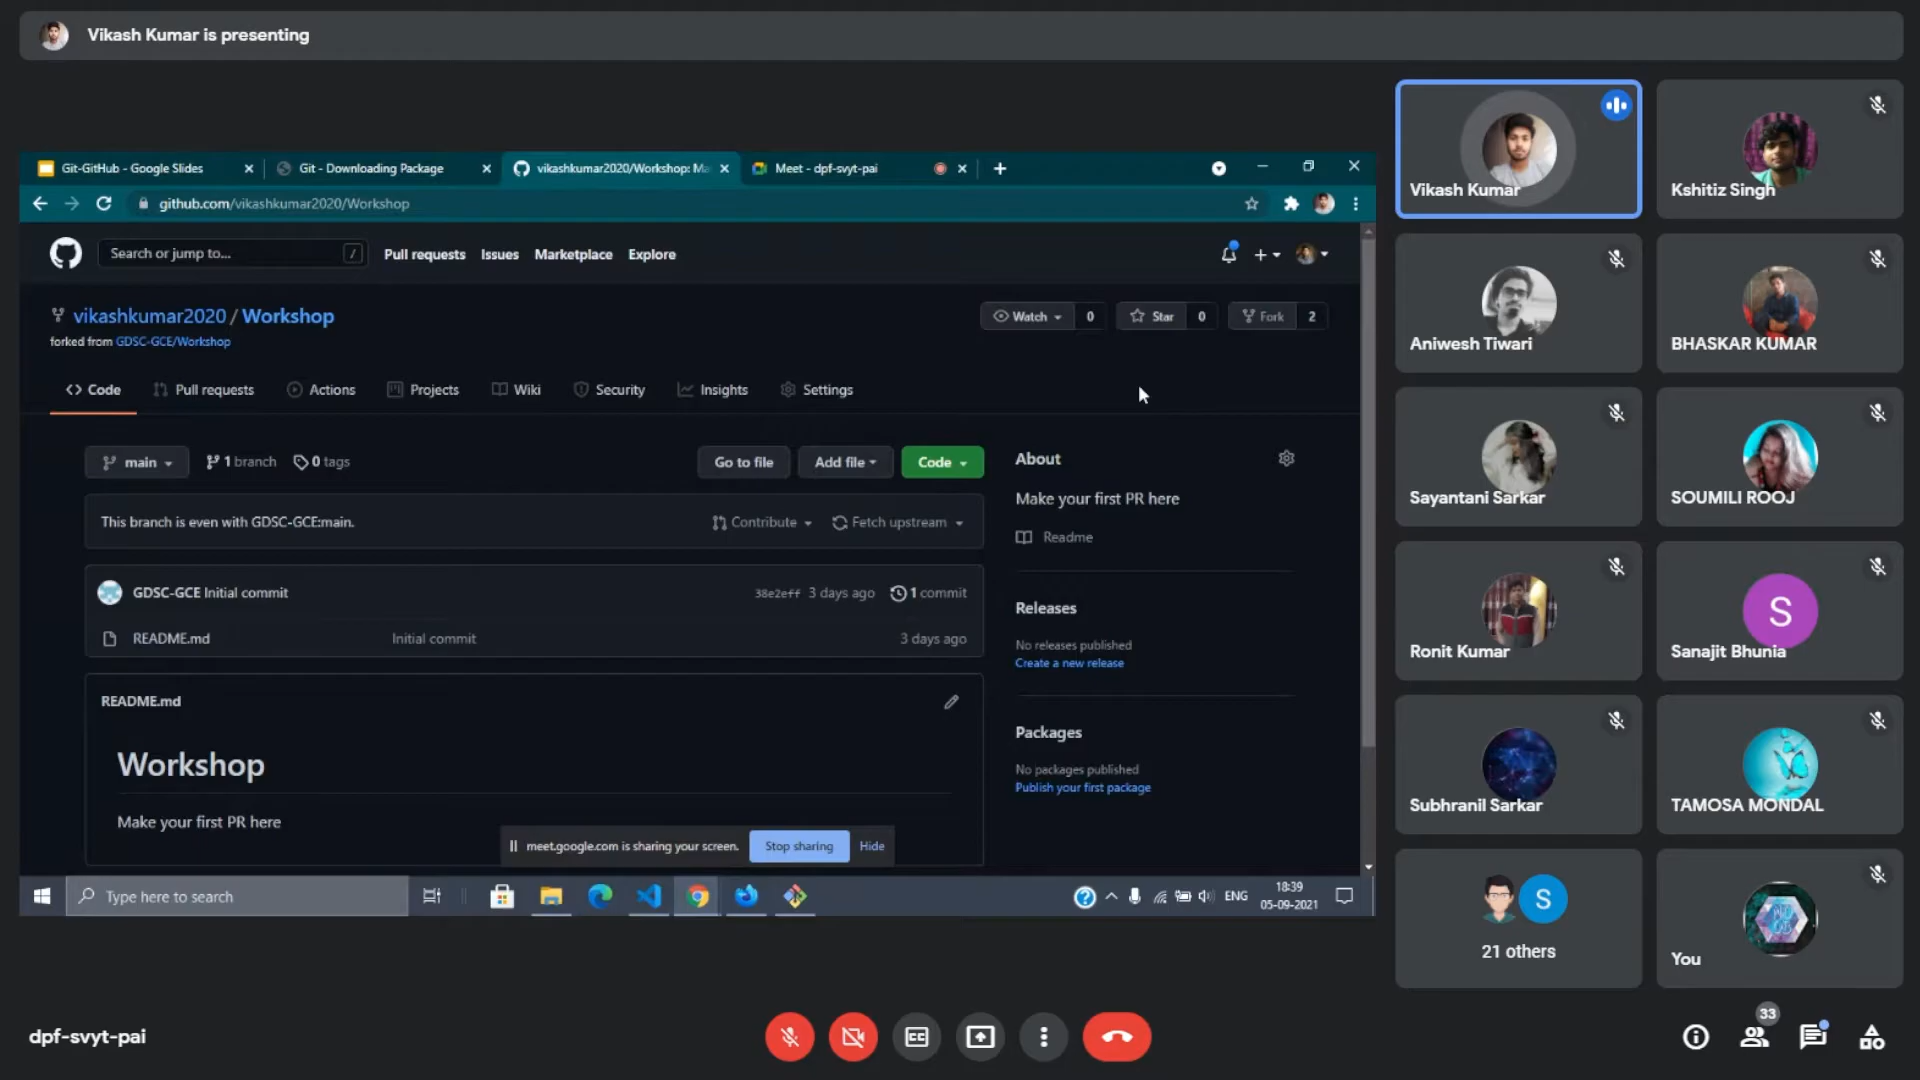 Vikash Kumar is presenting
Git-GitHub - Google Slides
Git - Downloading Package
vikashkumar2020/Workshop: Ma
Meet - dpf-svyt-pai
github.com/vikashkumar2020/Workshop
Search or jump to... /
Pull requests Issues Marketplace Explore
vikashkumar2020 / Workshop
Watch 0 Star 0 Fork 2
forked from GDSC-GCE/Workshop
Code Pull requests Actions Projects Wiki Security Insights Settings
main 1 branch 0 tags Go to file Add file Code
This branch is even with GDSC-GCE:main. Contribute Fetch upstream
GDSC-GCE Initial commit 38e2eff 3 days ago 1 commit
README.md Initial commit 3 days ago
README.md
Workshop
Make your first PR here
About
Make your first PR here
Readme
Releases
No releases published
Create a new release
Packages
No packages published
Publish your first package
meet.google.com is sharing your screen. Stop sharing Hide
Type here to search
ENG
18:39
05-09-2021
Vikash Kumar
Kshitiz Singh
Aniwesh Tiwari
BHASKAR KUMAR
Sayantani Sarkar
SOUMILI ROOJ
Ronit Kumar
S
Sanajit Bhunia
Subhranil Sarkar
TAMOSA MONDAL
S
21 others
You
dpf-svyt-pai
CC
33